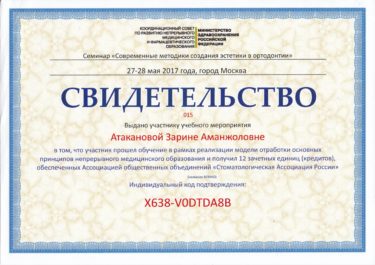 КООРДИНАЦИОННЫЙ СОВЕТ
ПО РАЗВИТИЮ НЕПРЕРЫВНОГО
МЕДИЦИНСКОГО
И ФАРМАЦЕВТИЧЕСКОГО
ОБРАЗОВАНИЯ
МИНИСТЕРСТВО
ЗДРАВООХРАНЕНИЯ
РОССИЙСКОЙ
ФЕДЕРАЦИИ
Семинар «Современные методики создания эстетики в ортодонтии»
27-28 мая 2017 года, город Москва
СВИДЕТЕЛЬСТВО
015
Выдано участнику учебного мероприятия
Атакановой Зарине Аманжоловне
в том, что участник прошел обучение в рамках реализации модели отработки основных
принципов непрерывного медицинского образования и получил 12 зачетных единиц (кредитов),
обеспеченных Ассоциацией общественных объединений «Стоматологическая Ассоциация России»
Индивидуальный код подтверждения:
X638-V0DTDA8B